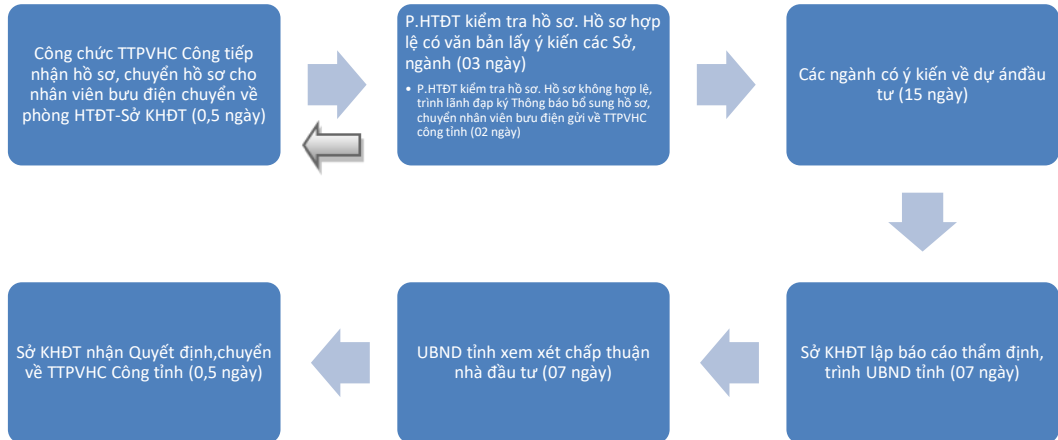 Công chức TTPVHC Công tiếp
nhận hồ sơ, chuyển hồ sơ cho
nhân viên bưu điện chuyển về
phòng HTĐT-Sở KHĐT (0,5 ngày)
P.HTĐT kiểm tra hồ sơ. Hồ sơ hợp
lệ có văn bản lấy ý kiến các Sở,
ngành (03 ngày)
• P.HTĐT kiểm tra hồ sơ. Hồ sơ không hợp lệ,
trình lãnh đạp ký Thông báo bổ sung hồ sơ,
chuyển nhân viên bưu điện gửi về TTPVHC
công tỉnh (02 ngày)
Các ngành có ý kiến về dự ánđầu
tư (15 ngày)
Sở KHĐT lập báo cáo thẩm định,
trình UBND tỉnh (07 ngày)
UBND tỉnh xem xét chấp thuận
nhà đầu tư (07 ngày)
Sở KHĐT nhận Quyết định,chuyển
về TTPVHC Công tỉnh (0,5 ngày)